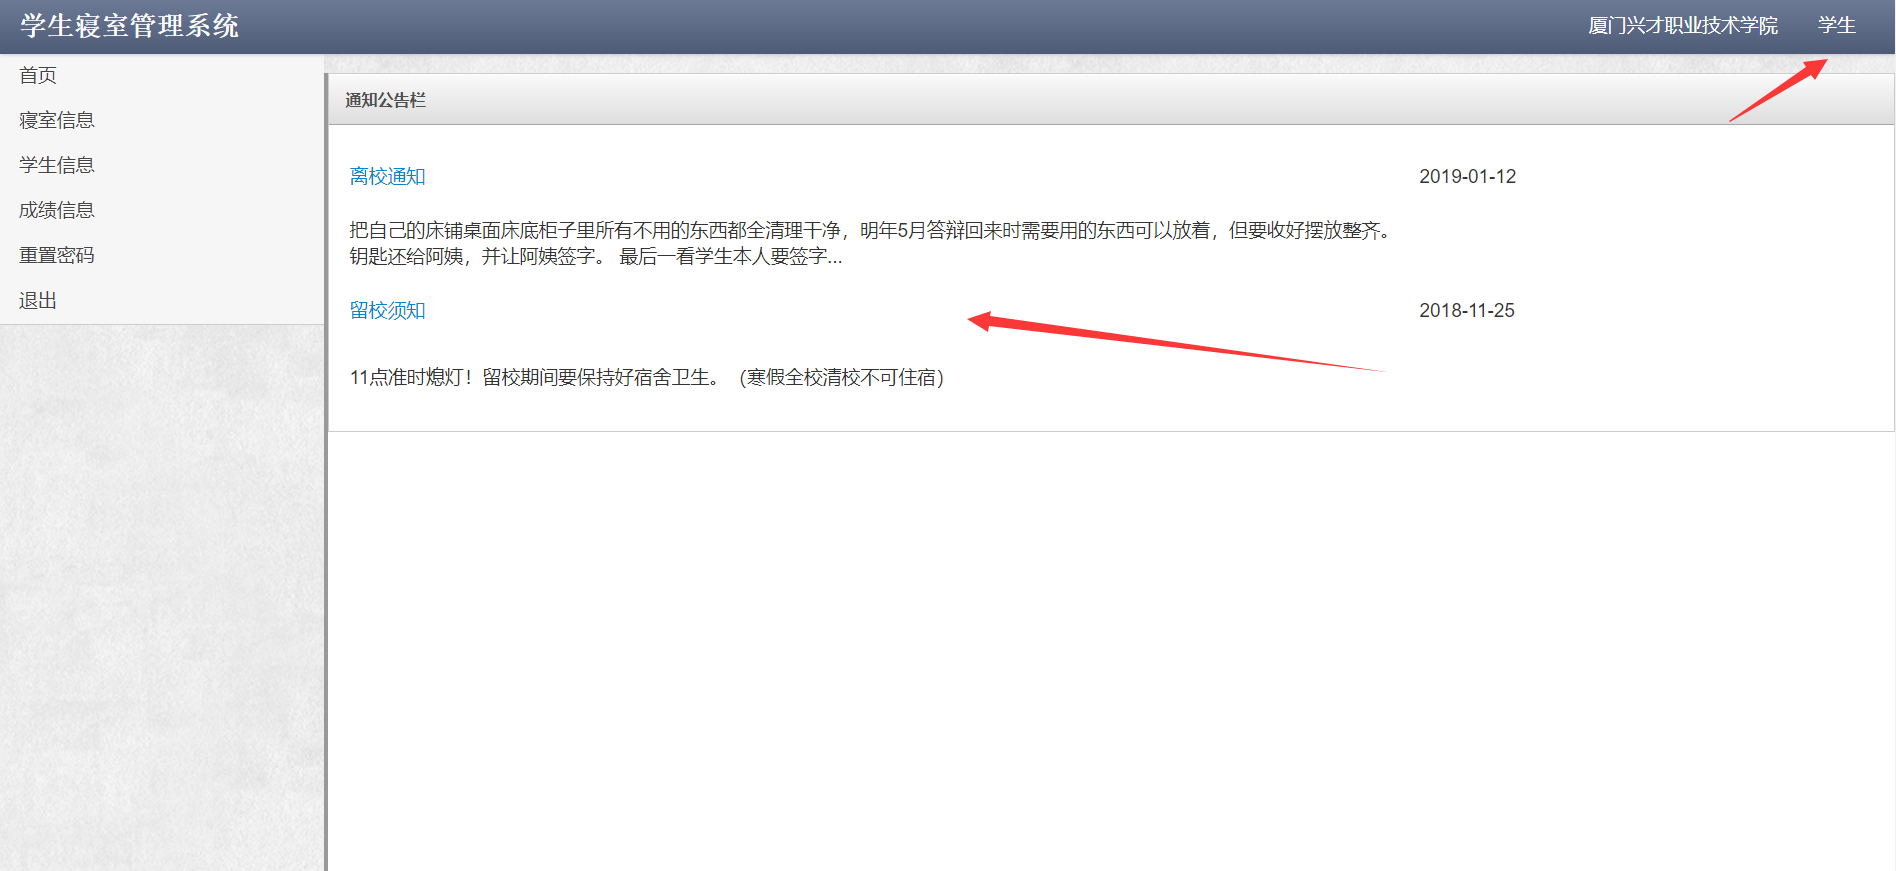 学生寝室管理系统
厦门兴才职业技术学院 学生
首页
寝室信息
学生信息
成绩信息
重置密码
退出
通知公告栏
离校通知 2019-01-12
把自己的床铺桌面床底柜子里所有不用的东西都全清理干净，明年5月答辩回来时需要用的东西可以放着，但要收好摆放整齐。
钥匙还给阿姨，并让阿姨签字。 最后一看学生本人要签字...
留校须知 2018-11-25
11点准时熄灯！留校期间要保持好宿舍卫生。（寒假全校清校不可住宿）